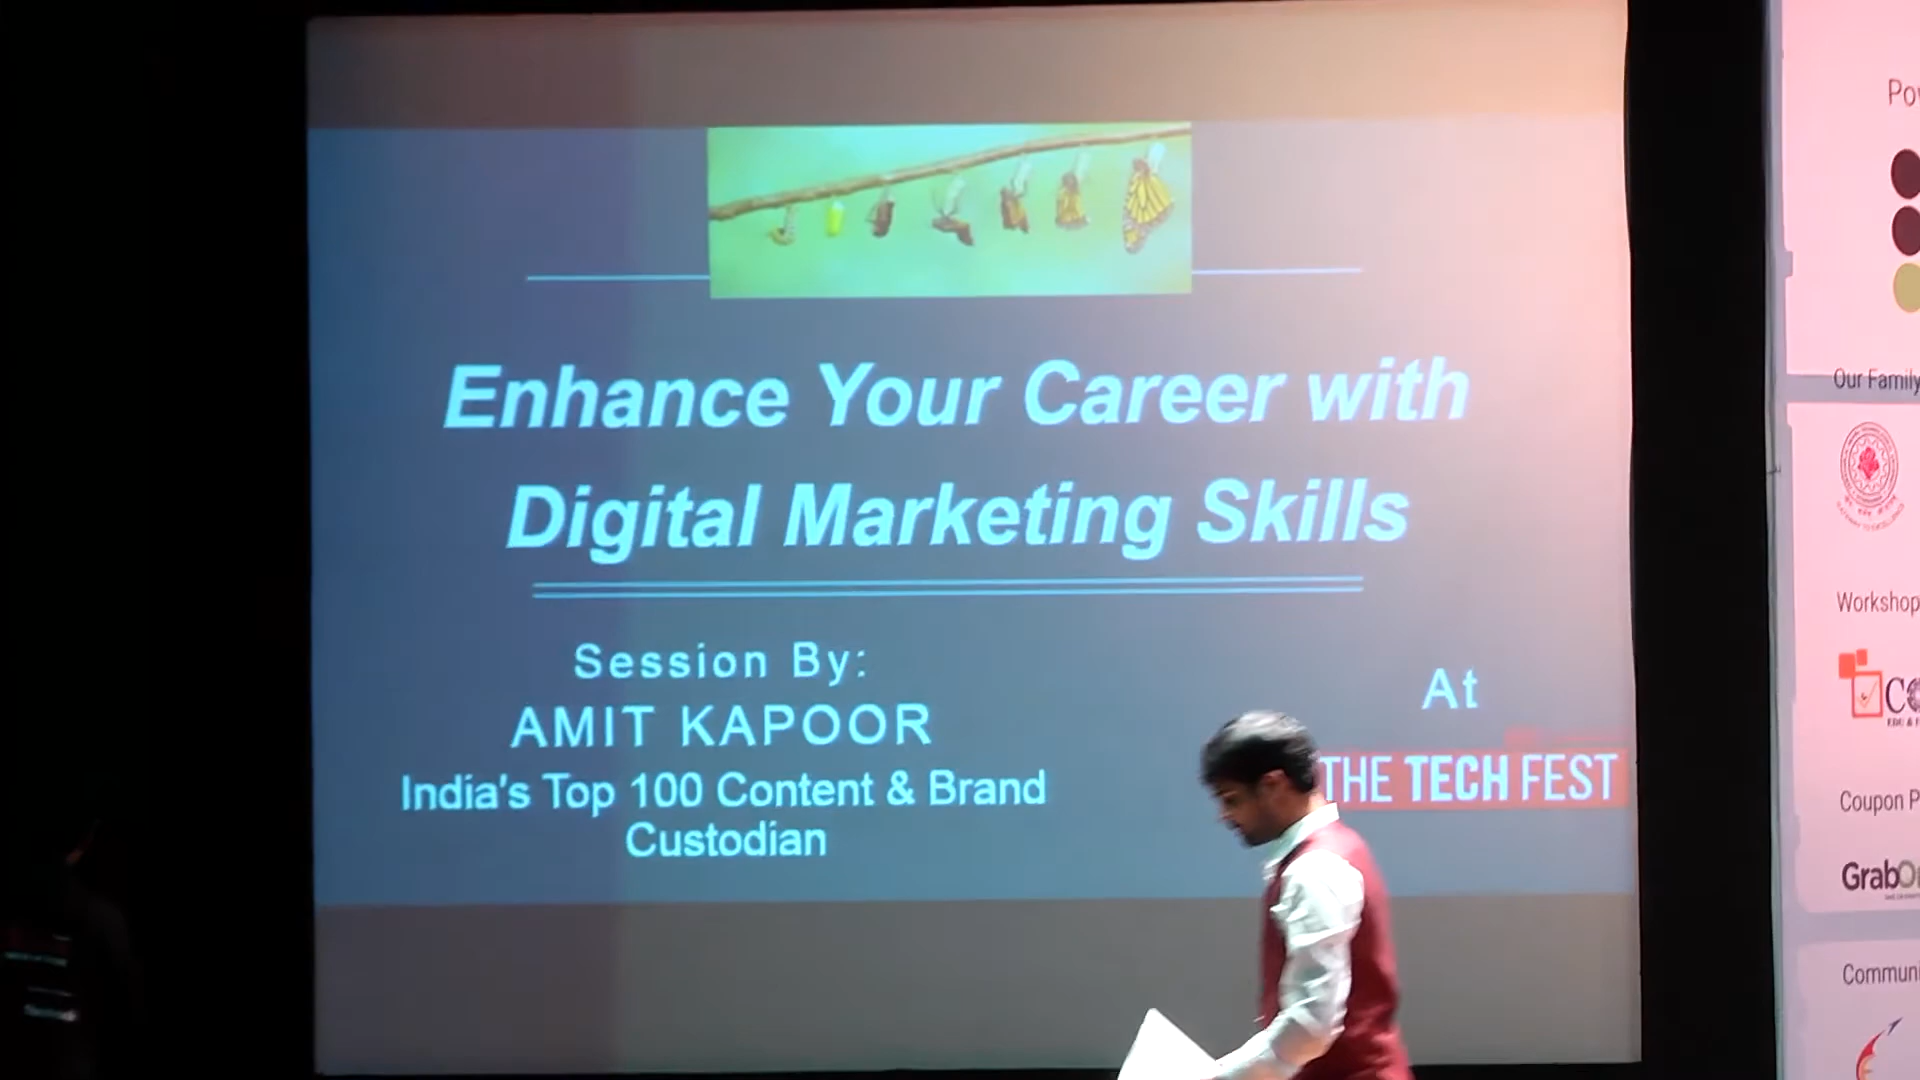 Enhance Your Career with
Digital Marketing Skills
Session By:
AMIT KAPOOR
India's Top 100 Content & Brand
Custodian
At
THE TECH FEST
Our Family
Workshop
Coupon P
Grab